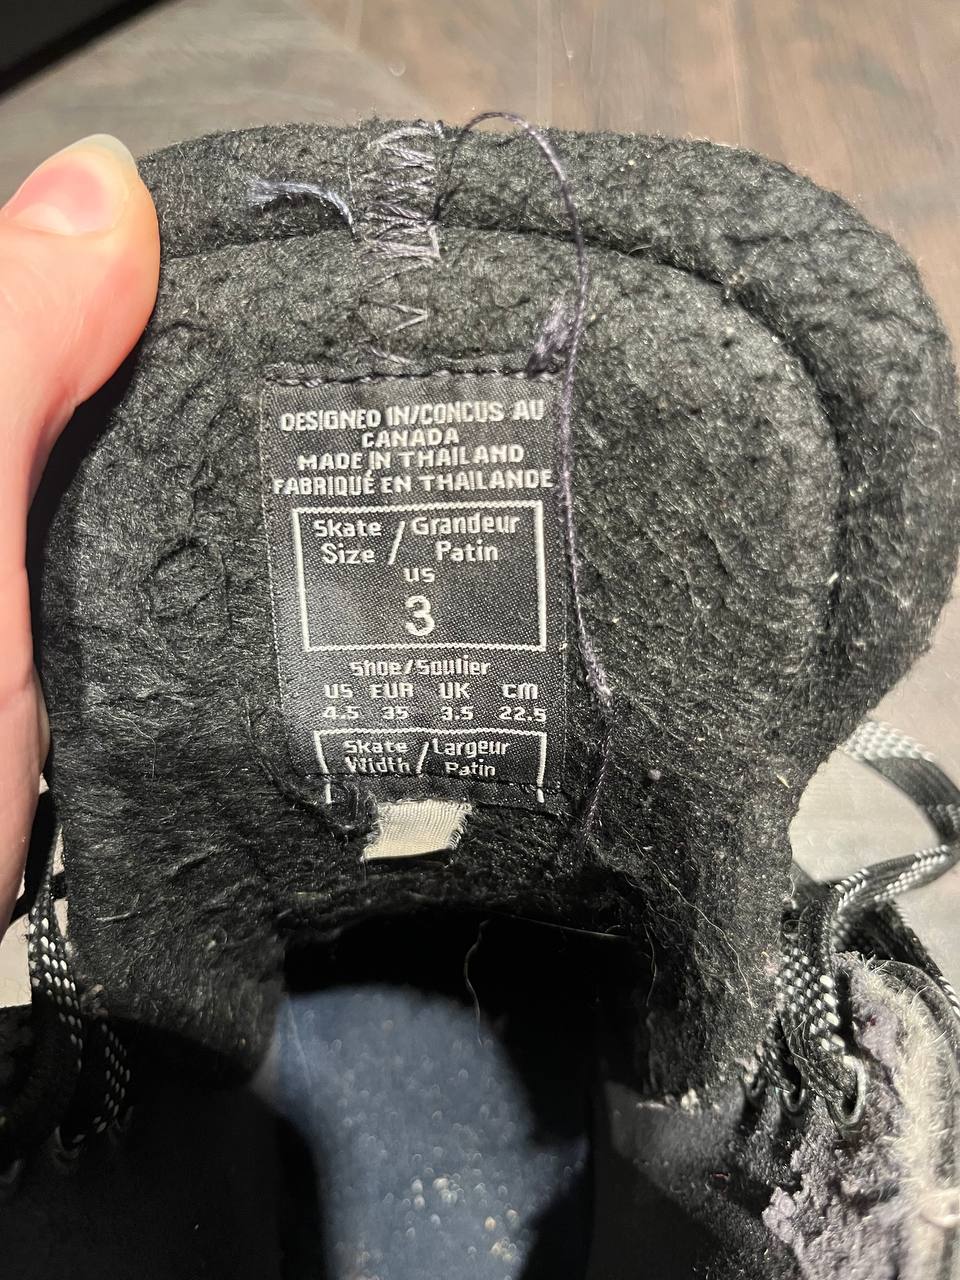 DESIGNED IN/CONCUS AU
CANADA
MADE IN THAILAND
FABRIQUÉ EN THAILANDE
Skate / Grandeur
Size / Patin
US
3
Shoe/Soulier
US EUR UK CM
4.5 35 3.5 22.5
Skate / Largeur
Width / Patin